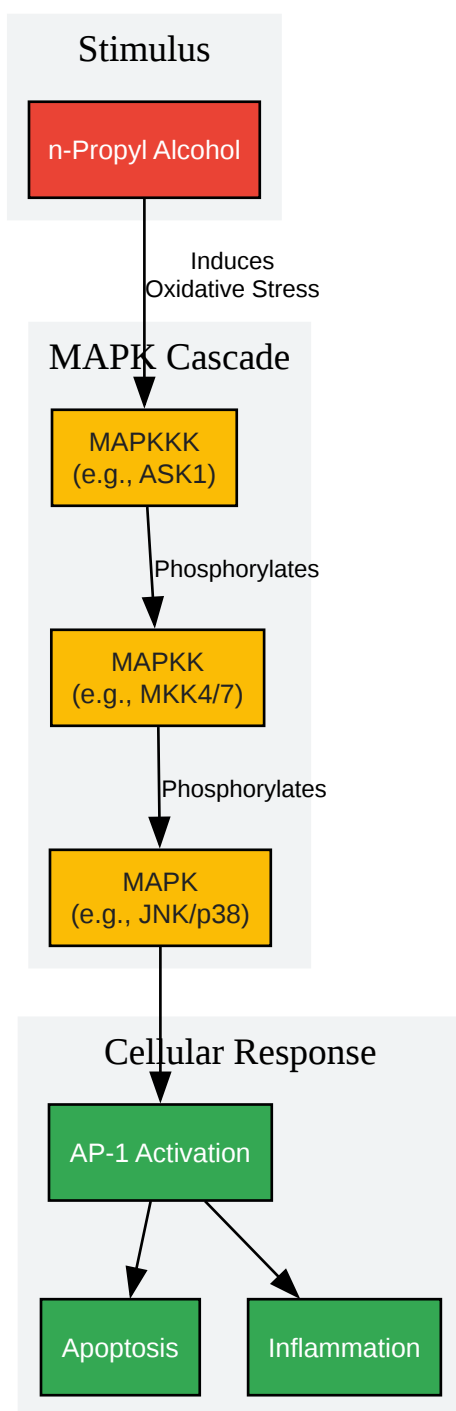 Stimulus
n-Propyl Alcohol
Induces
Oxidative Stress
MAPK Cascade
MAPKKK
(e.g., ASK1)
Phosphorylates
MAPKK
(e.g., MKK4/7)
Phosphorylates
MAPK
(e.g., JNK/p38)
Cellular Response
AP-1 Activation
Apoptosis
Inflammation